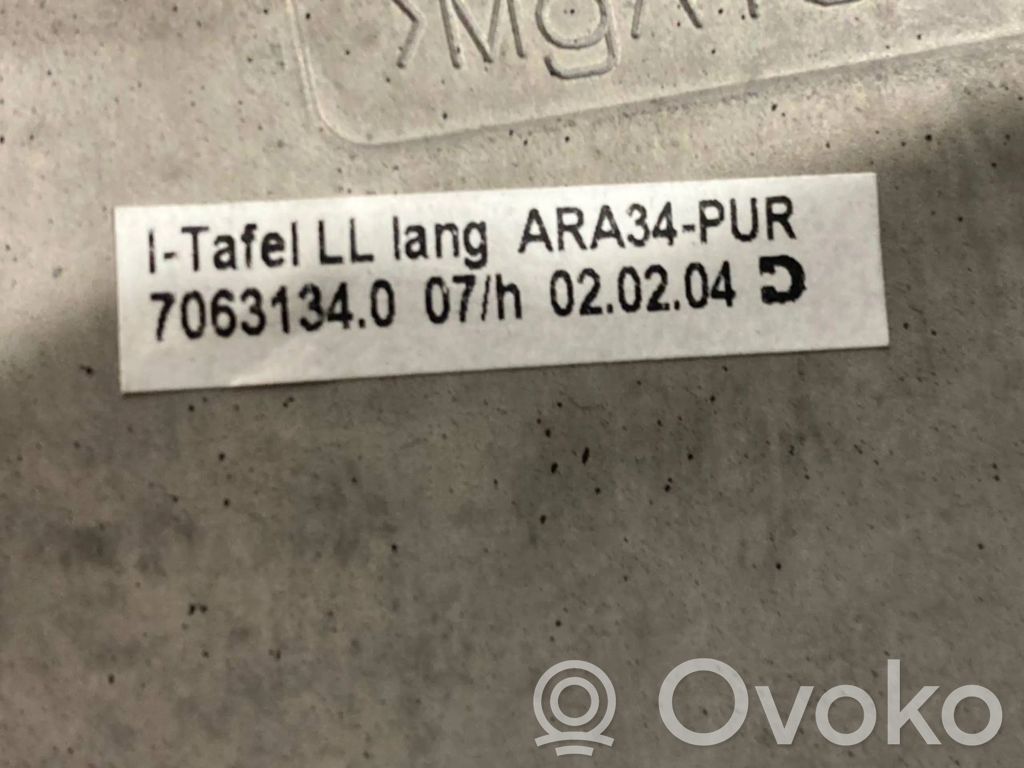 I-Tafel LL lang ARA34-PUR
7063134.0 07/h 02.02.04
© Ovoko